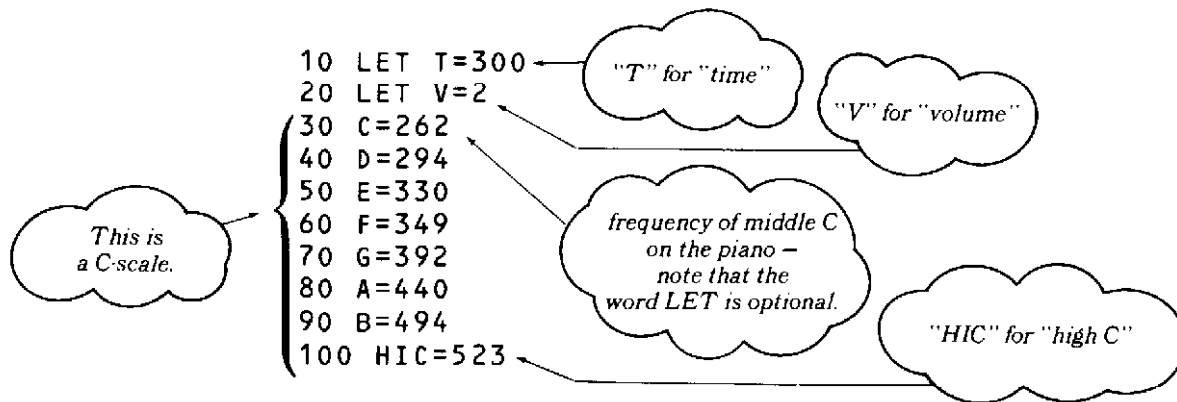 10 LET T=300
20 LET V=2
30 C=262
40 D=294
50 E=330
60 F=349
70 G=392
80 A=440
90 B=494
100 HIC=523
"T" for "time"
"V" for "volume"
This is
a C-scale.
frequency of middle C
on the piano –
note that the
word LET is optional.
"HIC" for "high C"